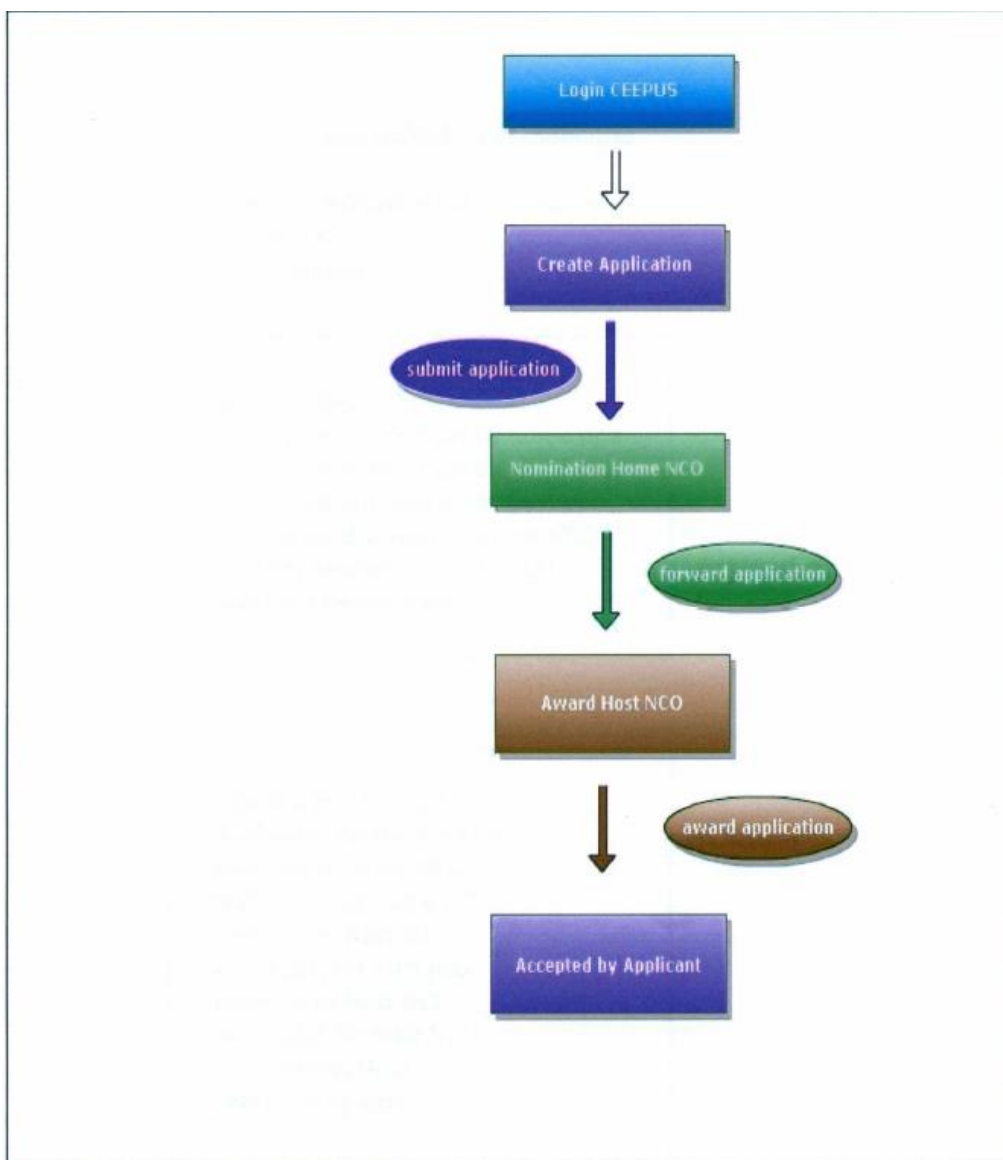 Login CEEPUS
Create Application
submit application
Nomination Home NCO
forward application
Award Host NCO
award application
Accepted by Applicant